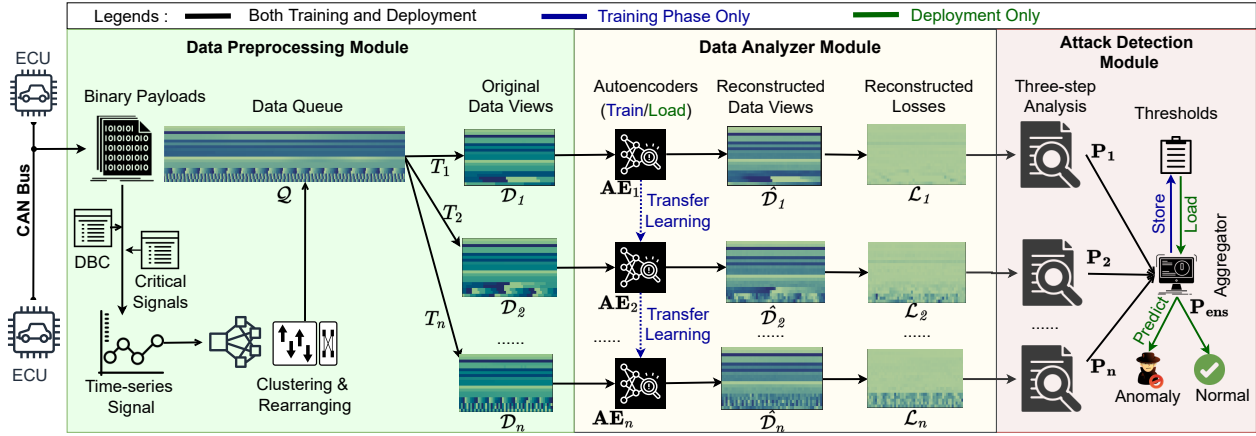 Legends : Both Training and Deployment Training Phase Only Deployment Only
ECU
CAN Bus
ECU
Data Preprocessing Module
Binary Payloads
Data Queue
Original
Data Views
Q
DBC
Critical
Signals
Time-series
Signal
Clustering &
Rearranging
T1
T2
Tn
D1
D2
......
Dn
Data Analyzer Module
Autoencoders
(Train/Load)
Reconstructed
Data Views
Reconstructed
Losses
AE1
D̂1
L1
Transfer
Learning
AE2
D̂2
L2
Transfer
Learning
......
......
......
AEn
D̂n
Ln
Attack Detection
Module
Three-step
Analysis
Thresholds
P1
Store
Load
P2
Aggregator
Pens
......
Pn
Predict
Anomaly
Normal